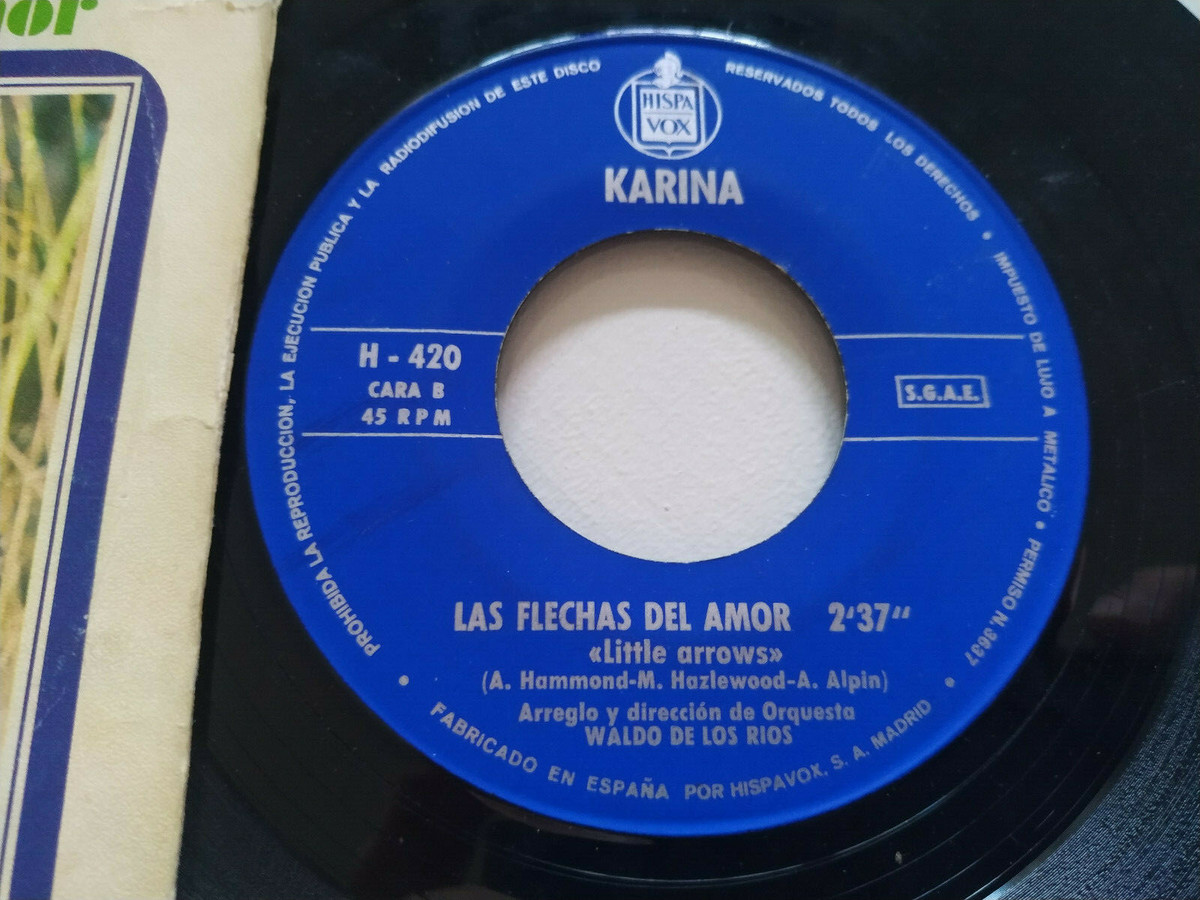 HISPA
VOX
KARINA
H - 420
CARA B
45 RPM
S.G.A.E.
LAS FLECHAS DEL AMOR 2'37"
«Little arrows»
(A. Hammond-M. Hazlewood-A. Alpin)
Arreglo y dirección de Orquesta
WALDO DE LOS RIOS
PROHIBIDA LA REPRODUCCION, LA EJECUCION PUBLICA Y LA RADIODIFUSION DE ESTE DISCO
RESERVADOS TODOS LOS DERECHOS • IMPUESTO DE LUJO A METALICO • PERMISO N. 3637
• FABRICADO EN ESPAÑA POR HISPAVOX, S. A. MADRID •